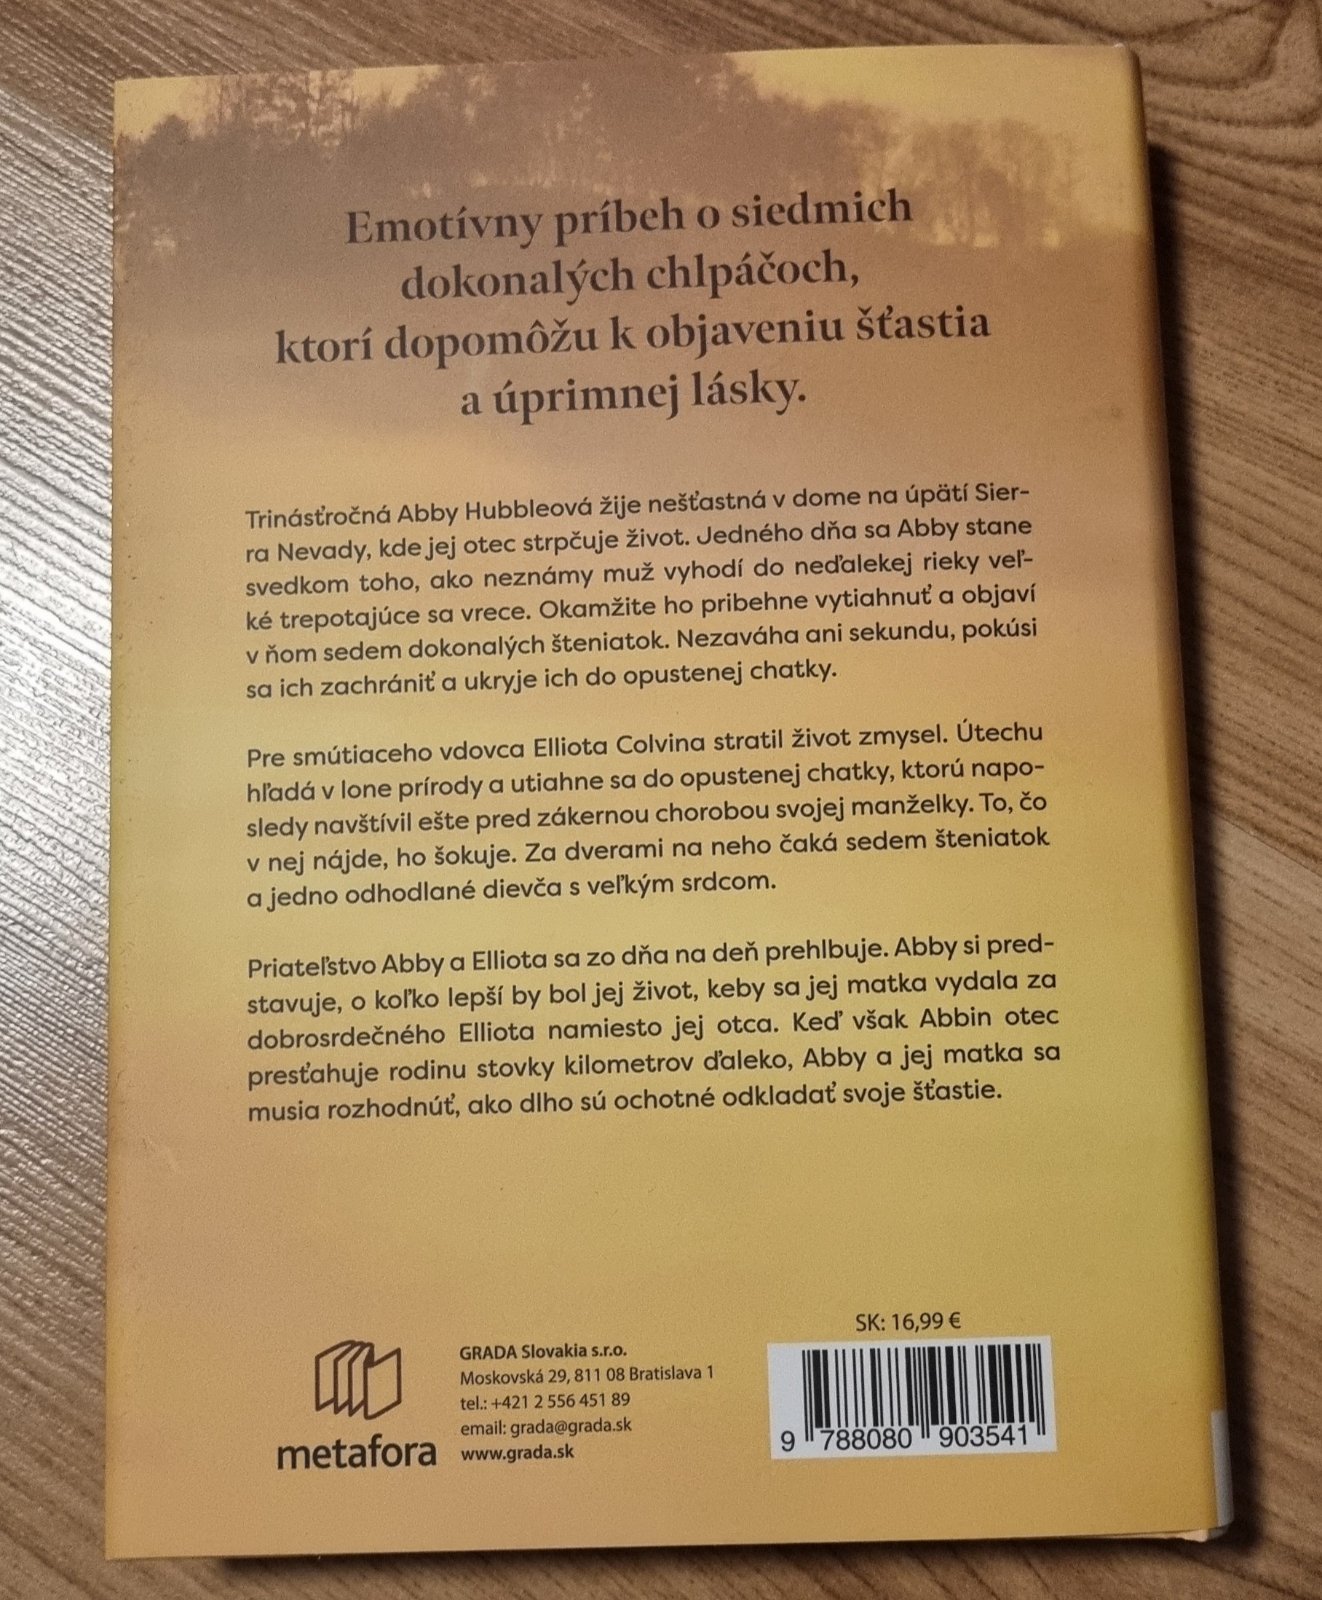 Emotívny príbeh o siedmich
dokonalých chlpáčoch,
ktorí dopomôžu k objaveniu šťastia
a úprimnej lásky.
Trinásťročná Abby Hubbleová žije nešťastná v dome na úpätí Sier-
ra Nevady, kde jej otec strpčuje život. Jedného dňa sa Abby stane
svedkom toho, ako neznámy muž vyhodí do neďalekej rieky veľ-
ké trepotajúce sa vrece. Okamžite ho pribehne vytiahnuť a objaví
v ňom sedem dokonalých šteniatok. Nezaváha ani sekundu, pokúsi
sa ich zachrániť a ukryje ich do opustenej chatky.
Pre smútiaceho vdovca Elliota Colvina stratil život zmysel. Útechu
hľadá v lone prírody a utiahne sa do opustenej chatky, ktorú napo-
sledy navštívil ešte pred zákernou chorobou svojej manželky. To, čo
v nej nájde, ho šokuje. Za dverami na neho čaká sedem šteniatok
a jedno odhodlané dievča s veľkým srdcom.
Priateľstvo Abby a Elliota sa zo dňa na deň prehlbuje. Abby si pred-
stavuje, o koľko lepší by bol jej život, keby sa jej matka vydala za
dobrosrdečného Elliota namiesto jej otca. Keď však Abbin otec
presťahuje rodinu stovky kilometrov ďaleko, Abby a jej matka sa
musia rozhodnúť, ako dlho sú ochotné odkladať svoje šťastie.
metafora
GRADA Slovakia s.r.o.
Moskovská 29, 811 08 Bratislava 1
tel.: +421 2 556 451 89
email: grada@grada.sk
www.grada.sk
SK: 16,99 €
9 788080 903541